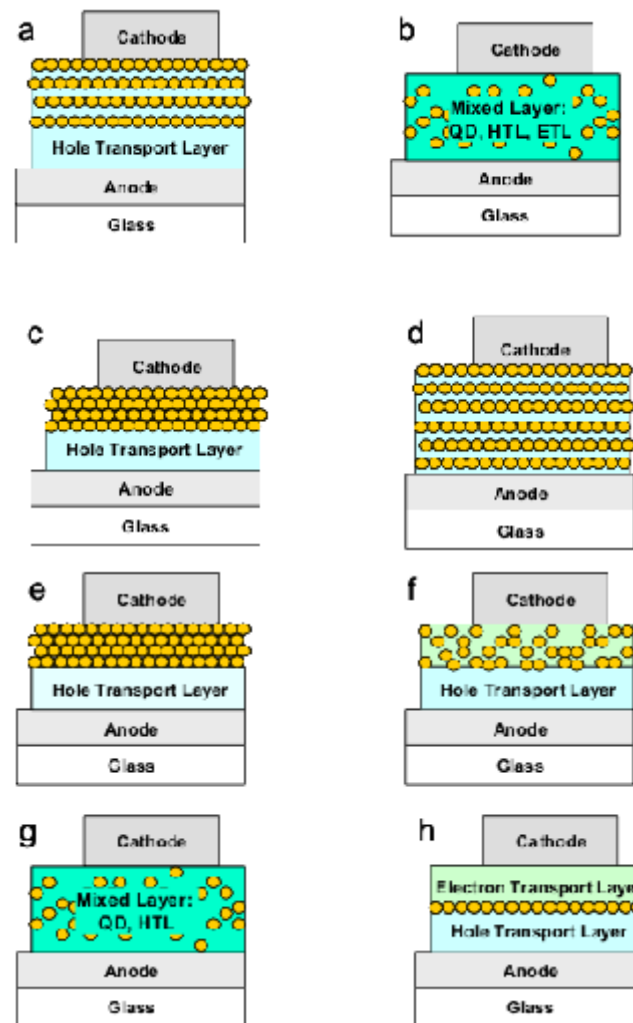 a
Cathode
Hole Transport Layer
Anode
Glass
b
Cathode
Mixed Layer:
QD, HTL, ETL
Anode
Glass
c
Cathode
Hole Transport Layer
Anode
Glass
d
Cathode
Anode
Glass
e
Cathode
Hole Transport Layer
Anode
Glass
f
Cathode
Hole Transport Layer
Anode
Glass
g
Cathode
Mixed Layer:
QD, HTL
Anode
Glass
h
Cathode
Electron Transport Laye
Hole Transport Layer
Anode
Glass